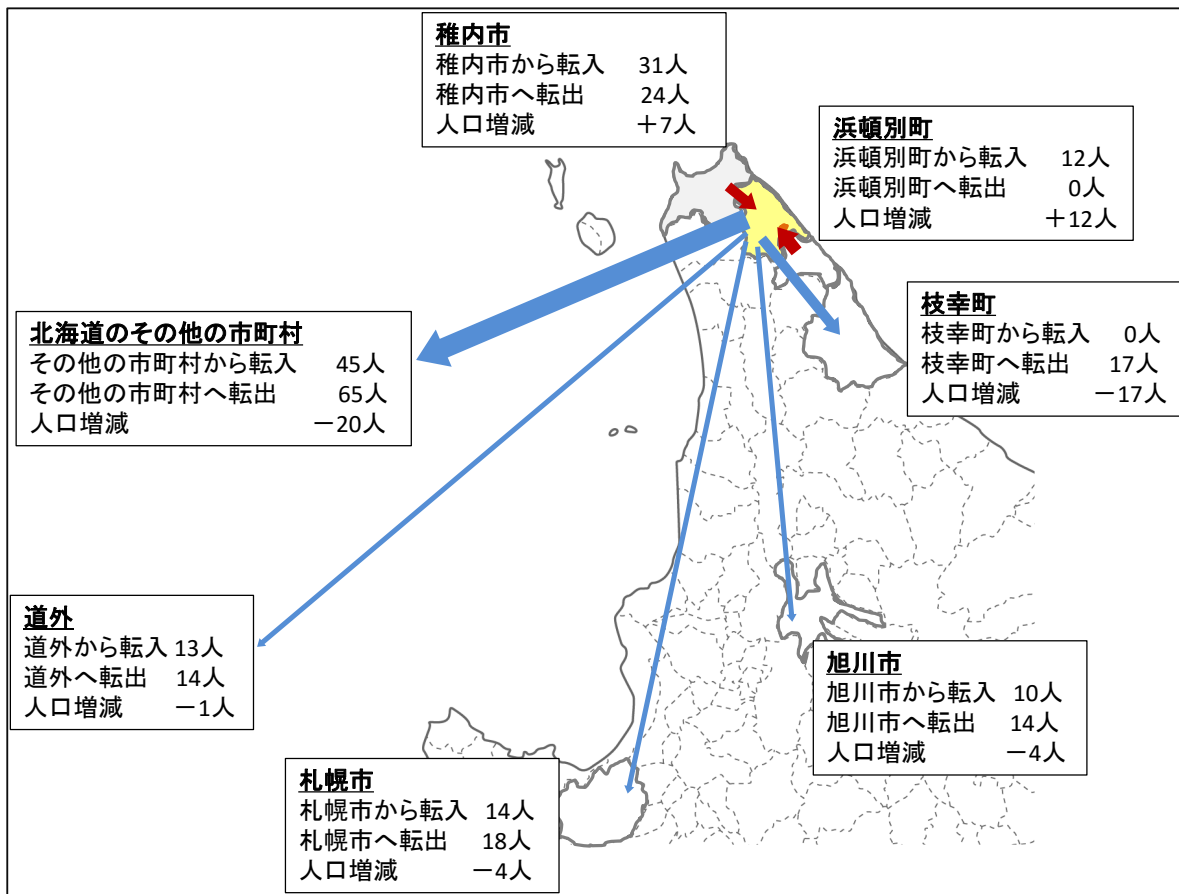 稚内市
稚内市から転入 31人
稚内市へ転出 24人
人口増減 +7人
浜頓別町
浜頓別町から転入 12人
浜頓別町へ転出 0人
人口増減 +12人
枝幸町
枝幸町から転入 0人
枝幸町へ転出 17人
人口増減 -17人
北海道のその他の市町村
その他の市町村から転入 45人
その他の市町村へ転出 65人
人口増減 -20人
道外
道外から転入 13人
道外へ転出 14人
人口増減 -1人
旭川市
旭川市から転入 10人
旭川市へ転出 14人
人口増減 -4人
札幌市
札幌市から転入 14人
札幌市へ転出 18人
人口増減 -4人